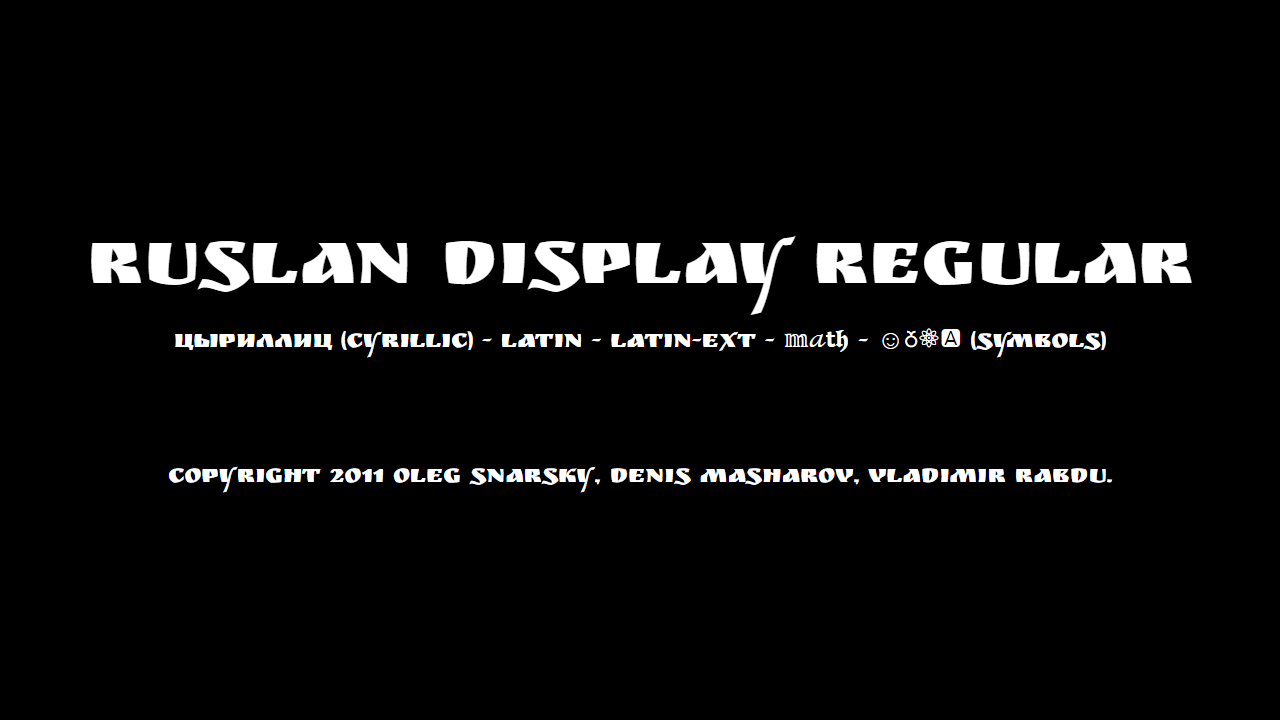 RUSLAN DISPLAY REGULAR
ЦЫРИЛЛИЦ (CYRILLIC) - LATIN - LATIN-EXT - 𝕞𝒶𝔱𝔥 - ☺♁⚛🅰 (SYMBOLS)
COPYRIGHT 2011 OLEG SNARSKY, DENIS MASHAROV, VLADIMIR RABDU.